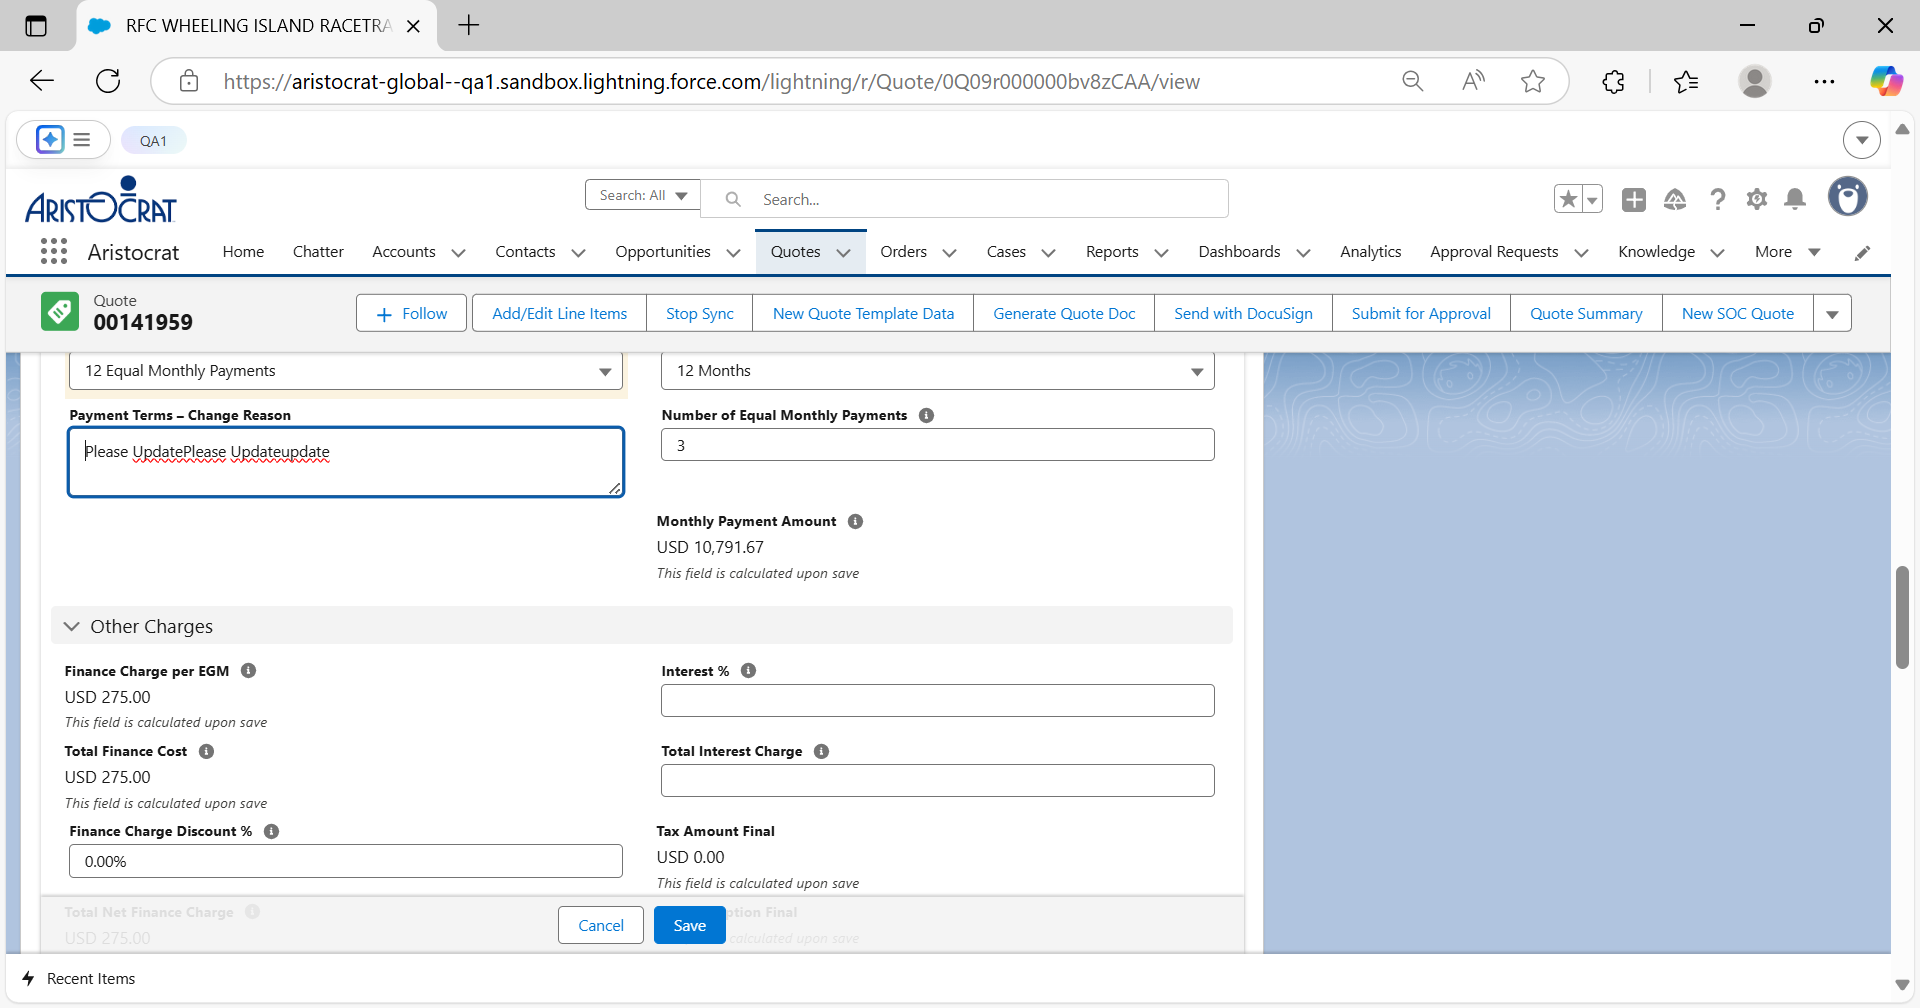 RFC WHEELING ISLAND RACETRA
https://aristocrat-global--qa1.sandbox.lightning.force.com/lightning/r/Quote/0Q09r000000bv8zCAA/view
QA1
ARISTOCRAT
Search: All
Search...
Aristocrat
Home
Chatter
Accounts
Contacts
Opportunities
Quotes
Orders
Cases
Reports
Dashboards
Analytics
Approval Requests
Knowledge
More
Quote
00141959
Follow
Add/Edit Line Items
Stop Sync
New Quote Template Data
Generate Quote Doc
Send with DocuSign
Submit for Approval
Quote Summary
New SOC Quote
12 Equal Monthly Payments
12 Months
Payment Terms – Change Reason
Please UpdatePlease Updateupdate
Number of Equal Monthly Payments
3
Monthly Payment Amount
USD 10,791.67
This field is calculated upon save
Other Charges
Finance Charge per EGM
USD 275.00
This field is calculated upon save
Interest %
Total Finance Cost
USD 275.00
This field is calculated upon save
Total Interest Charge
Finance Charge Discount %
0.00%
Tax Amount Final
USD 0.00
This field is calculated upon save
Total Net Finance Charge
USD 275.00
ption Final
calculated upon save
Cancel
Save
Recent Items